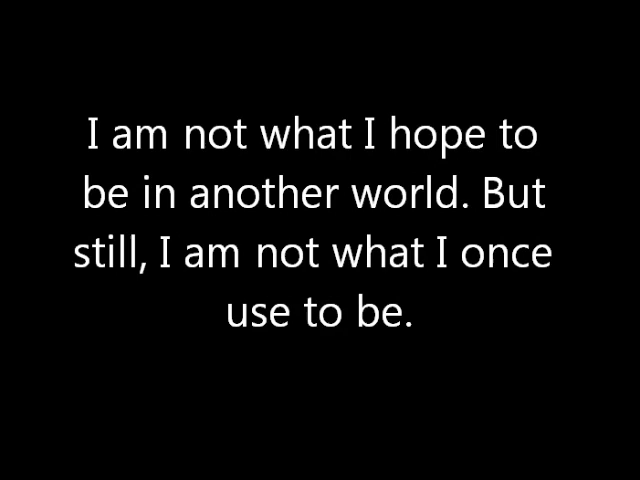 I am not what I hope to
be in another world. But
still, I am not what I once
use to be.